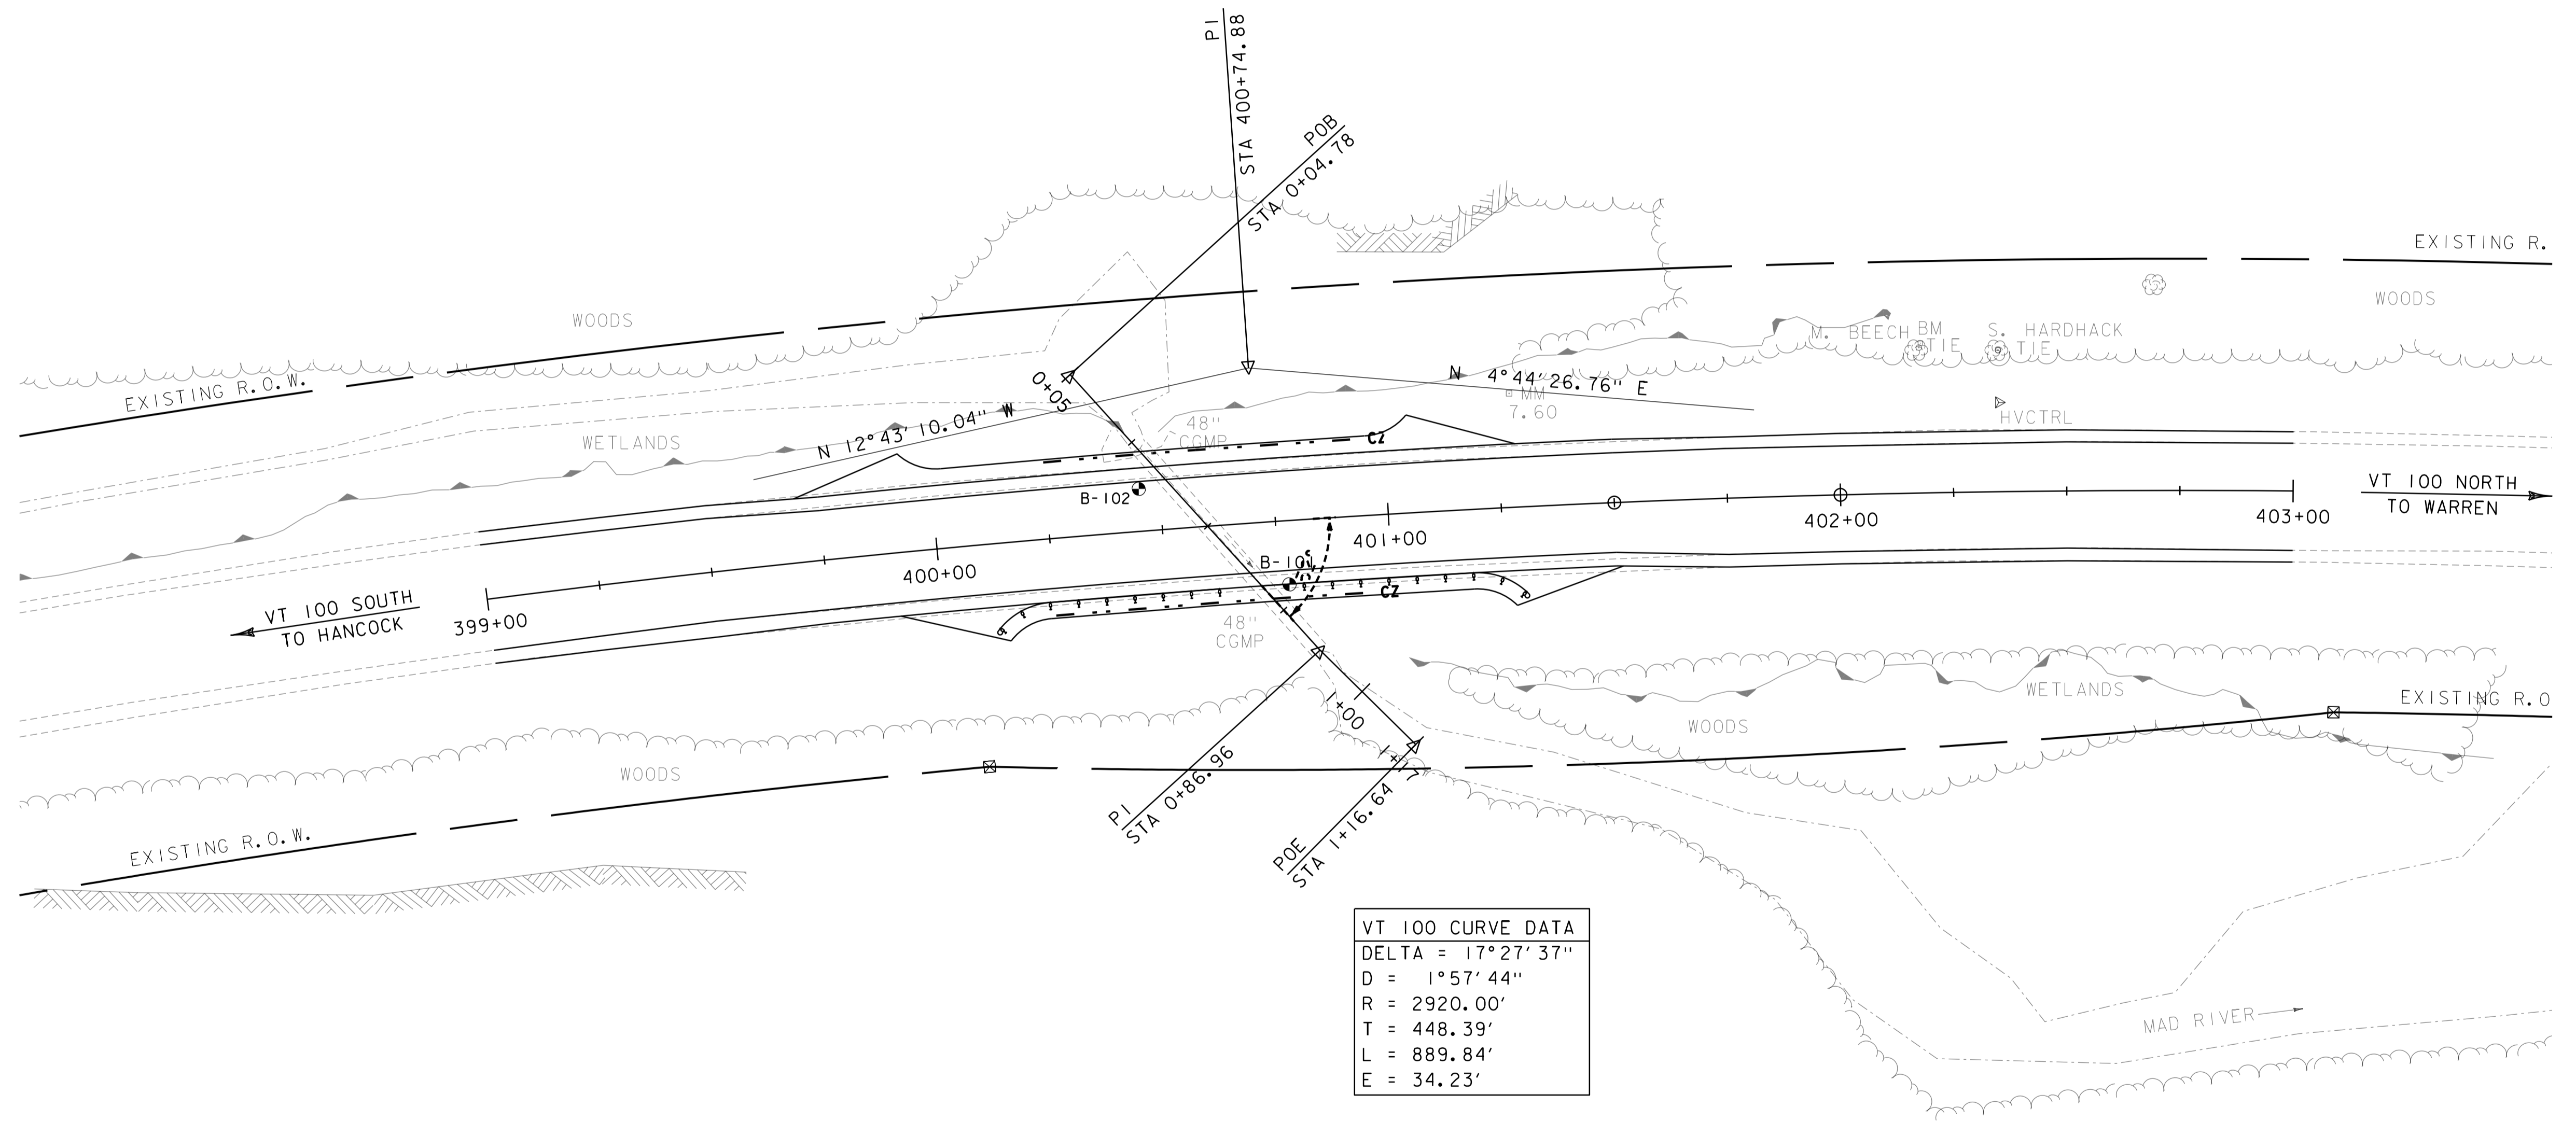 PI
STA 400+74.88
POB
STA 0+04.78
EXISTING R.
WOODS
WOODS
M. BEECH
BM
TIE
S. HARDHACK
TIE
EXISTING R.O.W.
0+05
N 4°44'26.76" E
MM
7.60
HVCTRL
N 12°43'10.04" W
48"
CGMP
CZ
WETLANDS
B-102
VT 100 NORTH
TO WARREN
402+00
403+00
401+00
B-101
400+00
CZ
VT 100 SOUTH
TO HANCOCK
399+00
48"
CGMP
WETLANDS
EXISTING R.O
1+00
WOODS
WOODS
1+17
PI
STA 0+86.96
POE
STA 1+16.64
EXISTING R.O.W.
VT 100 CURVE DATA
DELTA = 17°27'37"
D = 1°57'44"
R = 2920.00'
T = 448.39'
L = 889.84'
E = 34.23'
MAD RIVER